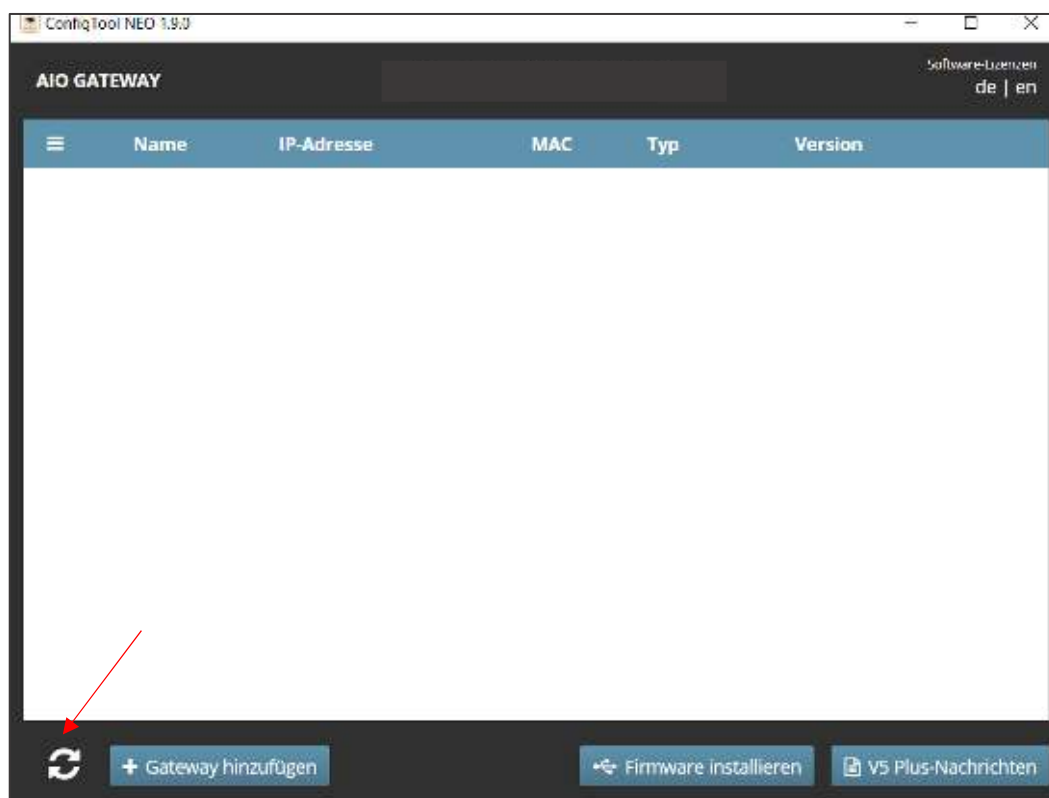 ConfigTool NEO 1.9.0
AIO GATEWAY
Software-Lizenzen
de | en
Name IP-Adresse MAC Typ Version
Gateway hinzufügen Firmware installieren V5 Plus-Nachrichten